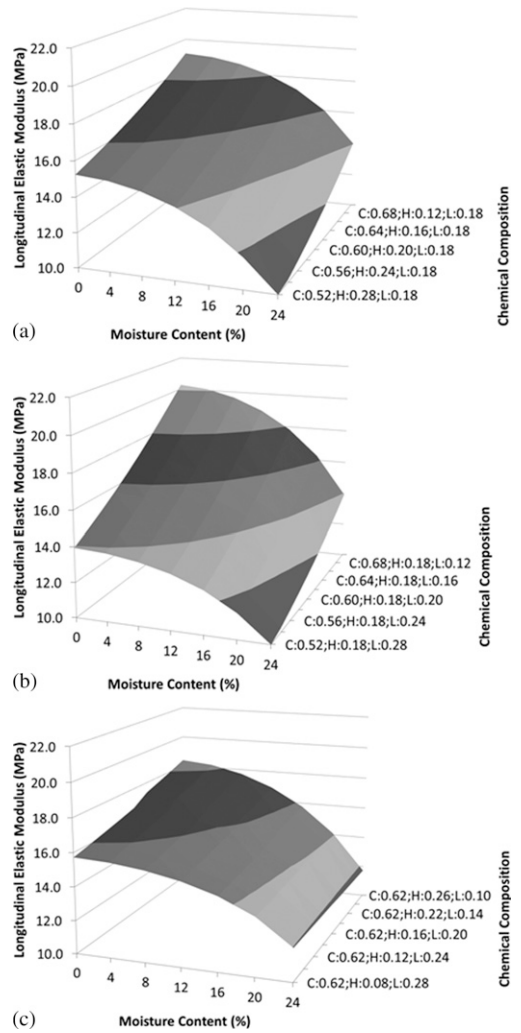 22.0
20.0
18.0
16.0
14.0
12.0
10.0
Longitudinal Elastic Modulus (MPa)
0
4
8
12
16
20
24
Moisture Content (%)
C:0.68;H:0.12;L:0.18
C:0.64;H:0.16;L:0.18
C:0.60;H:0.20;L:0.18
C:0.56;H:0.24;L:0.18
C:0.52;H:0.28;L:0.18
Chemical Composition
(a)
22.0
20.0
18.0
16.0
14.0
12.0
10.0
Longitudinal Elastic Modulus (MPa)
0
4
8
12
16
20
24
Moisture Content (%)
C:0.68;H:0.18;L:0.12
C:0.64;H:0.18;L:0.16
C:0.60;H:0.18;L:0.20
C:0.56;H:0.18;L:0.24
C:0.52;H:0.18;L:0.28
Chemical Composition
(b)
22.0
20.0
18.0
16.0
14.0
12.0
10.0
Longitudinal Elastic Modulus (MPa)
0
4
8
12
16
20
24
Moisture Content (%)
C:0.62;H:0.26;L:0.10
C:0.62;H:0.22;L:0.14
C:0.62;H:0.16;L:0.20
C:0.62;H:0.12;L:0.24
C:0.62;H:0.08;L:0.28
Chemical Composition
(c)